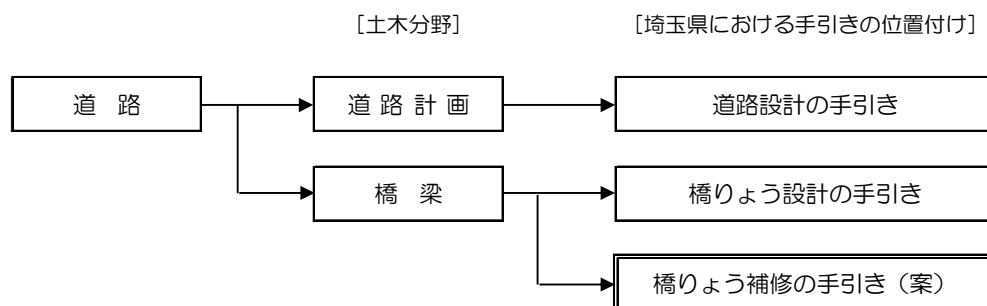 [土木分野] [埼玉県における手引きの位置付け]
道 路 道 路 計 画 道路設計の手引き
橋 梁 橋りょう設計の手引き
橋りょう補修の手引き（案）